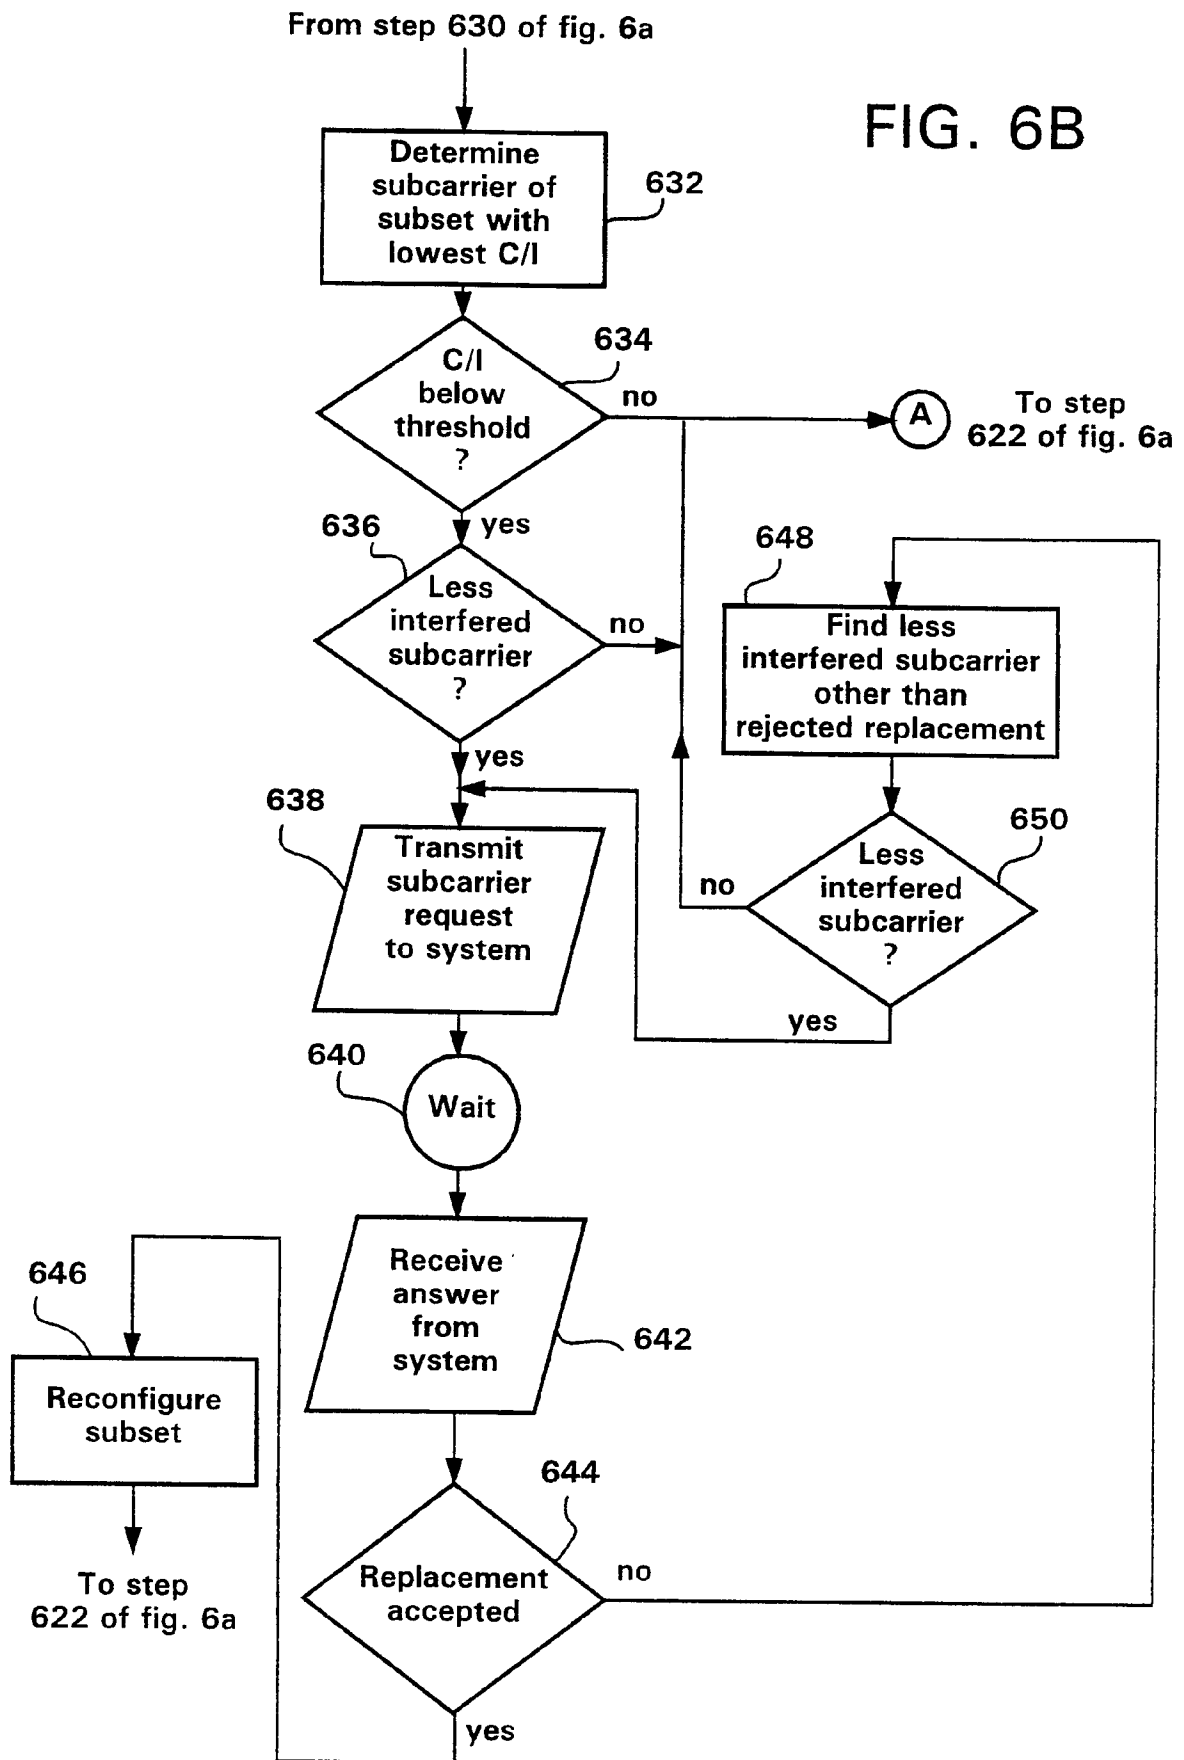 From step 630 of fig. 6a
FIG. 6B
Determine
subcarrier of
subset with
lowest C/I
632
C/I
below
threshold
?
634
no
A
To step
622 of fig. 6a
yes
636
Less
interfered
subcarrier
?
no
648
Find less
interfered subcarrier
other than
rejected replacement
yes
638
Transmit
subcarrier
request
to system
650
Less
interfered
subcarrier
?
no
yes
640
Wait
646
Reconfigure
subset
Receive
answer
from
system
642
To step
622 of fig. 6a
644
Replacement
accepted
no
yes